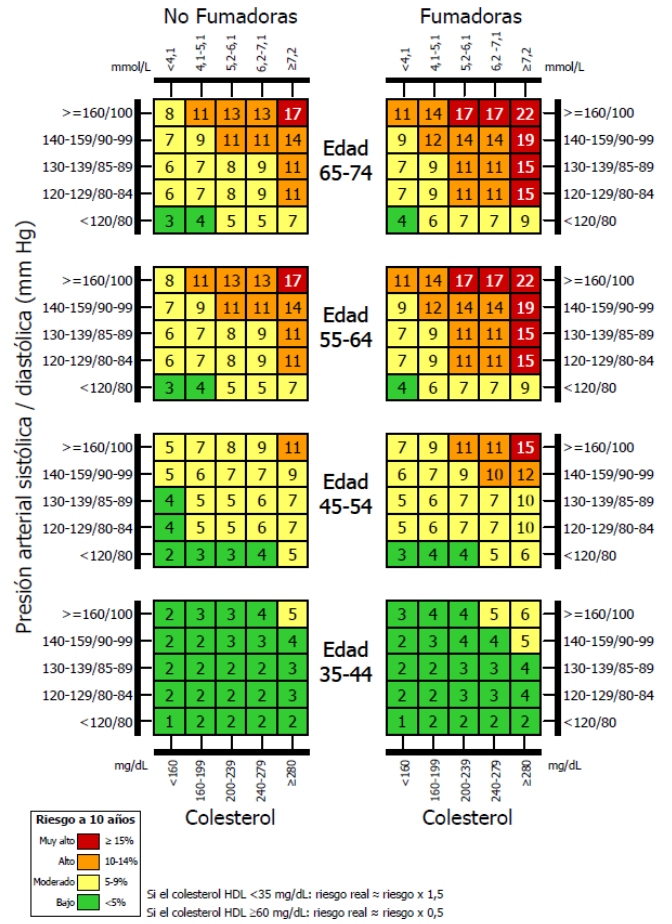 No Fumadoras Fumadoras
mmol/L <4,1 4,1-5,1 5,2-6,1 6,2-7,1 ≥7,2 mmol/L <4,1 4,1-5,1 5,2-6,1 6,2 -7,1 ≥7,2
Presión arterial sistólica / diastólica (mm Hg)
>=160/100 8 11 13 13 17 11 14 17 17 22 >=160/100
140-159/90-99 7 9 11 11 14 Edad 9 12 14 14 19 140-159/90-99
130-139/85-89 6 7 8 9 11 65-74 7 9 11 11 15 130-139/85-89
120-129/80-84 6 7 8 9 11 7 9 11 11 15 120-129/80-84
<120/80 3 4 5 5 7 4 6 7 7 9 <120/80
>=160/100 8 11 13 13 17 11 14 17 17 22 >=160/100
140-159/90-99 7 9 11 11 14 Edad 9 12 14 14 19 140-159/90-99
130-139/85-89 6 7 8 9 11 55-64 7 9 11 11 15 130-139/85-89
120-129/80-84 6 7 8 9 11 7 9 11 11 15 120-129/80-84
<120/80 3 4 5 5 7 4 6 7 7 9 <120/80
>=160/100 5 7 8 9 11 7 9 11 11 15 >=160/100
140-159/90-99 5 6 7 7 9 Edad 6 7 9 10 12 140-159/90-99
130-139/85-89 4 5 5 6 7 45-54 5 6 7 7 10 130-139/85-89
120-129/80-84 4 5 5 6 7 5 6 7 7 10 120-129/80-84
<120/80 2 3 3 4 5 3 4 4 5 6 <120/80
>=160/100 2 3 3 4 5 3 4 4 5 6 >=160/100
140-159/90-99 2 2 3 3 4 Edad 2 3 4 4 5 140-159/90-99
130-139/85-89 2 2 2 2 3 35-44 2 2 3 3 4 130-139/85-89
120-129/80-84 2 2 2 2 3 2 2 3 3 4 120-129/80-84
<120/80 1 2 2 2 2 1 2 2 2 2 <120/80
mg/dL <160 160-199 200-239 240-279 ≥280 mg/dL <160 160-199 200-239 240-279 ≥280
Colesterol Colesterol
Riesgo a 10 años
Muy alto ≥ 15%
Alto 10-14%
Moderado 5-9%
Bajo <5%
Si el colesterol HDL <35 mg/dL: riesgo real ≈ riesgo x 1,5
Si el colesterol HDL ≥60 mg/dL: riesgo real ≈ riesgo x 0,5